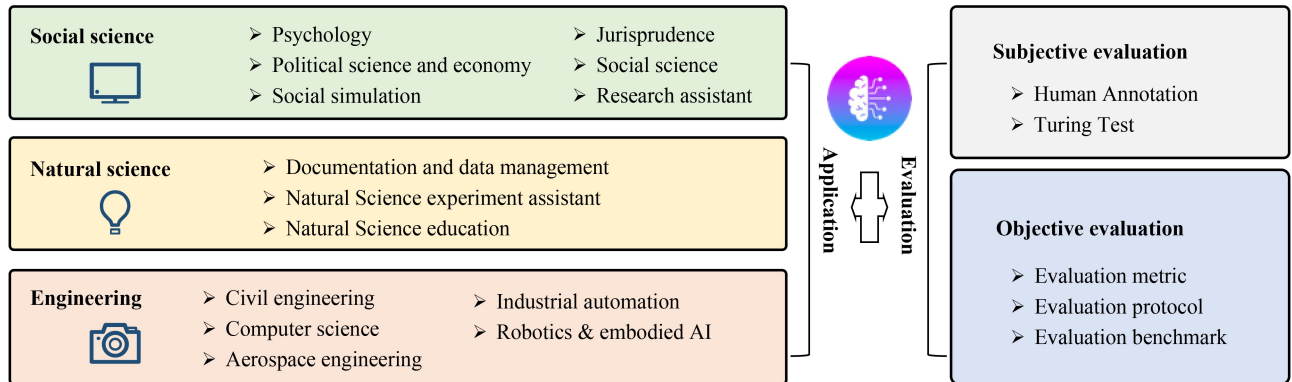 Social science
➢ Psychology
➢ Political science and economy
➢ Social simulation
➢ Jurisprudence
➢ Social science
➢ Research assistant
Natural science
➢ Documentation and data management
➢ Natural Science experiment assistant
➢ Natural Science education
Engineering
➢ Civil engineering
➢ Computer science
➢ Aerospace engineering
➢ Industrial automation
➢ Robotics & embodied AI
Application
Evaluation
Subjective evaluation
➢ Human Annotation
➢ Turing Test
Objective evaluation
➢ Evaluation metric
➢ Evaluation protocol
➢ Evaluation benchmark